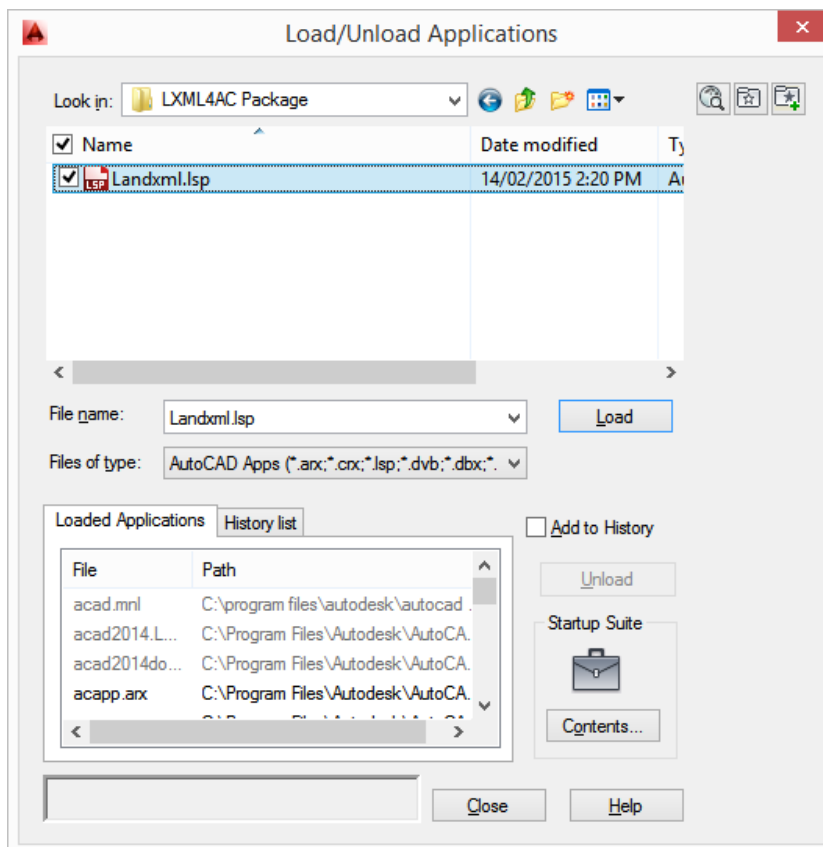 Load/Unload Applications
Look in: LXML4AC Package
Name Date modified Ty
LSP Landxml.lsp 14/02/2015 2:20 PM Au
File name: Landxml.lsp Load
Files of type: AutoCAD Apps (*.arx;*.crx;*.lsp;*.dvb;*.dbx;*.
Loaded Applications History list
Add to History
File Path
Unload
acad.mnl C:\program files\autodesk\autocad .
acad2014.L... C:\Program Files\Autodesk\AutoCA.
Startup Suite
acad2014do... C:\Program Files\Autodesk\AutoCA.
acapp.arx C:\Program Files\Autodesk\AutoCA.
Contents...
Close Help